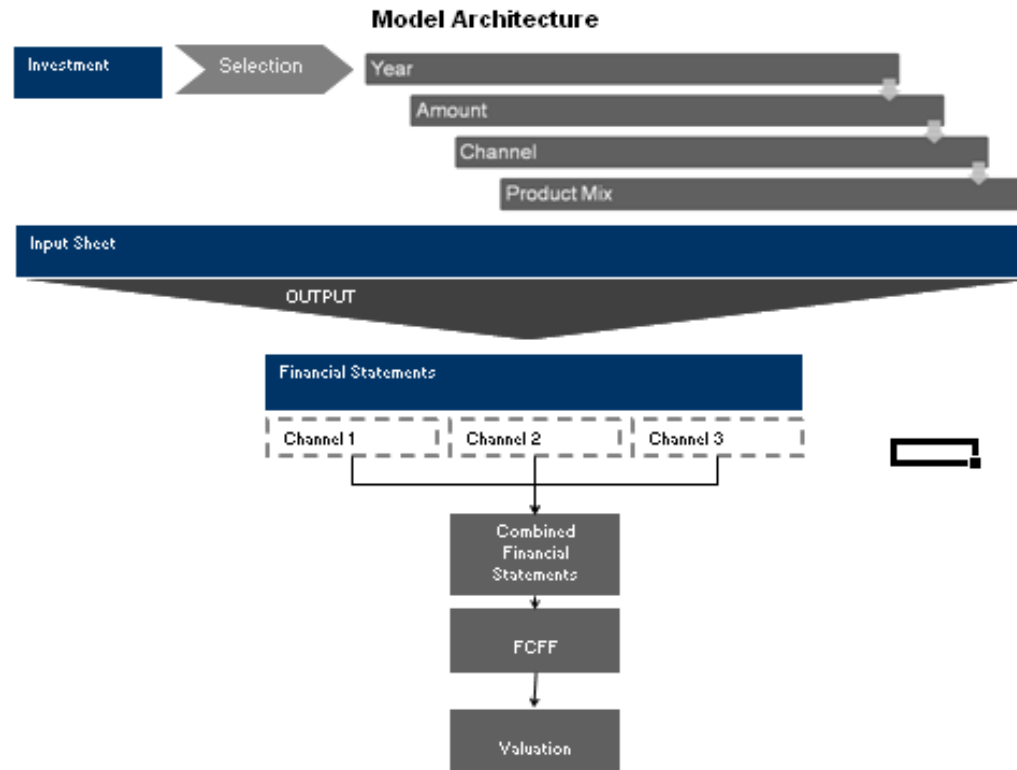 Model Architecture
Investment
Selection
Year
Amount
Channel
Product Mix
Input Sheet
OUTPUT
Financial Statements
Channel 1
Channel 2
Channel 3
Combined
Financial
Statements
FCFF
Valuation